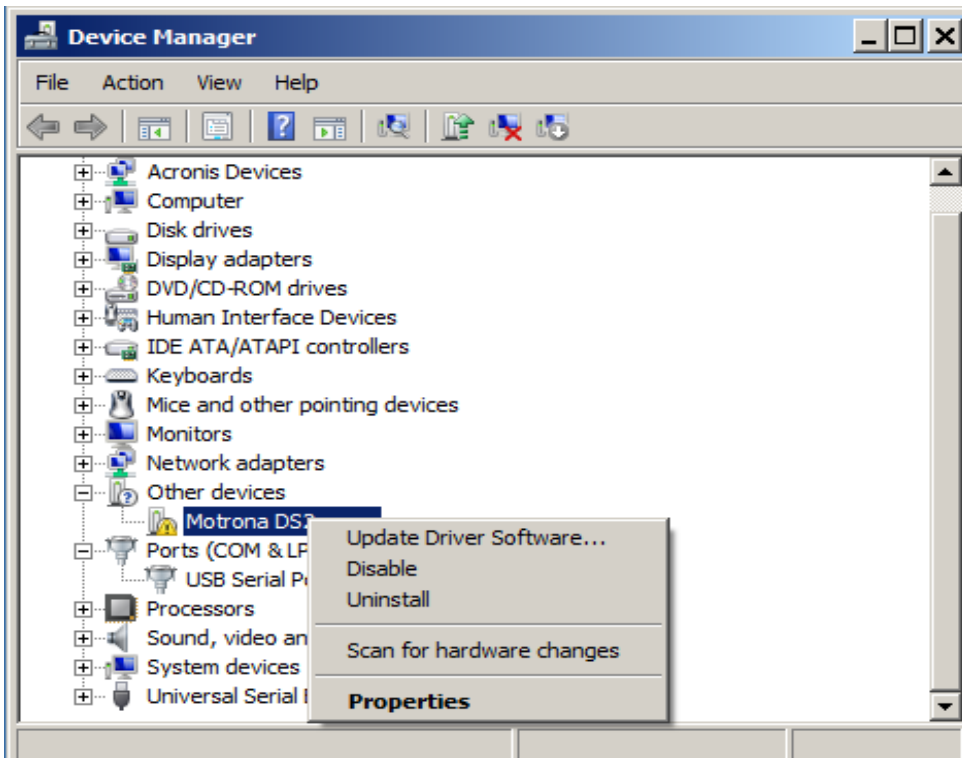 Device Manager
File Action View Help
Acronis Devices
Computer
Disk drives
Display adapters
DVD/CD-ROM drives
Human Interface Devices
IDE ATA/ATAPI controllers
Keyboards
Mice and other pointing devices
Monitors
Network adapters
Other devices
Motrona
Ports (COM &
USB Serial
Processors
Sound, video
System devices
Universal Serial
Update Driver Software...
Disable
Uninstall
Scan for hardware changes
Properties